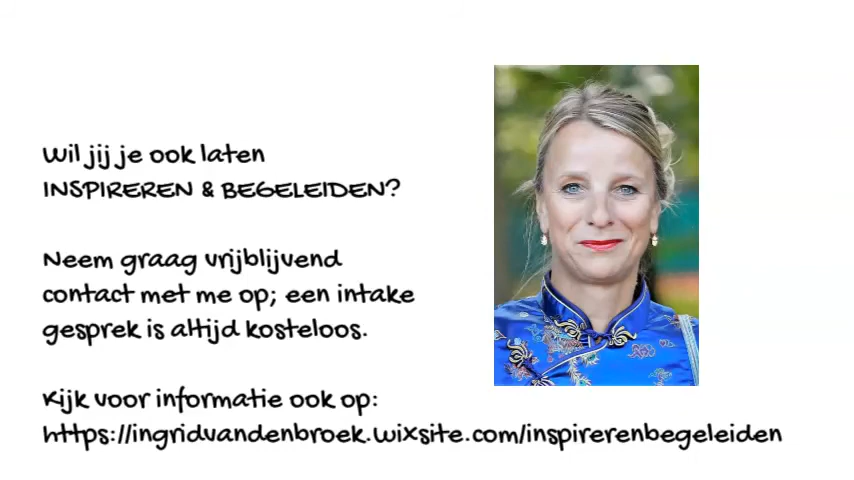 Wil jij je ook laten
INSPIREREN & BEGELEIDEN?
Neem graag vrijblijvend
contact met me op; een intake
gesprek is altijd kosteloos.
Kijk voor informatie ook op:
https://ingridvandenbroek.wixsite.com/inspirerenbegeleiden